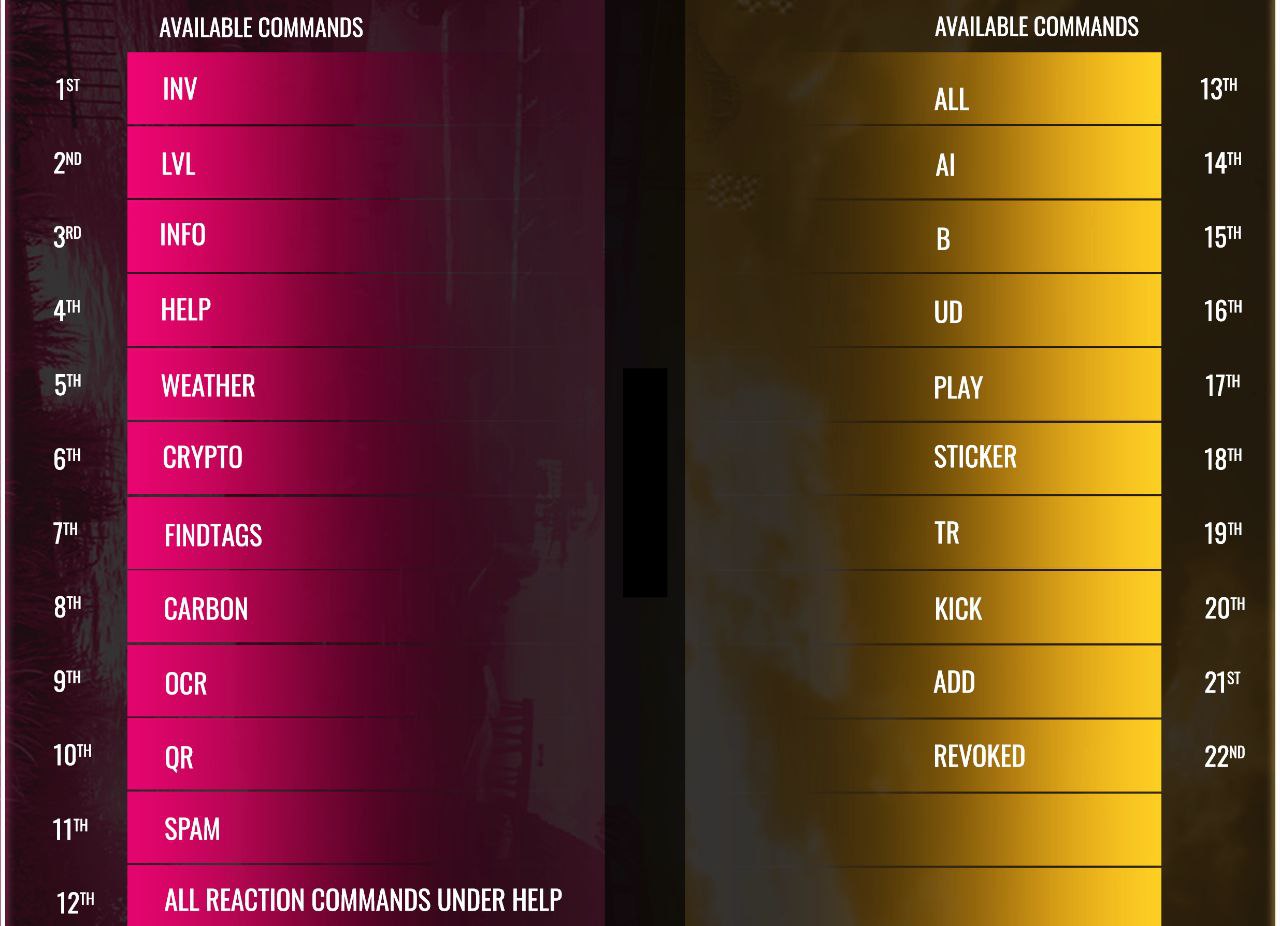 AVAILABLE COMMANDS
1ST INV
2ND LVL
3RD INFO
4TH HELP
5TH WEATHER
6TH CRYPTO
7TH FINDTAGS
8TH CARBON
9TH OCR
10TH QR
11TH SPAM
12TH ALL REACTION COMMANDS UNDER HELP
AVAILABLE COMMANDS
ALL 13TH
AI 14TH
B 15TH
UD 16TH
PLAY 17TH
STICKER 18TH
TR 19TH
KICK 20TH
ADD 21ST
REVOKED 22ND